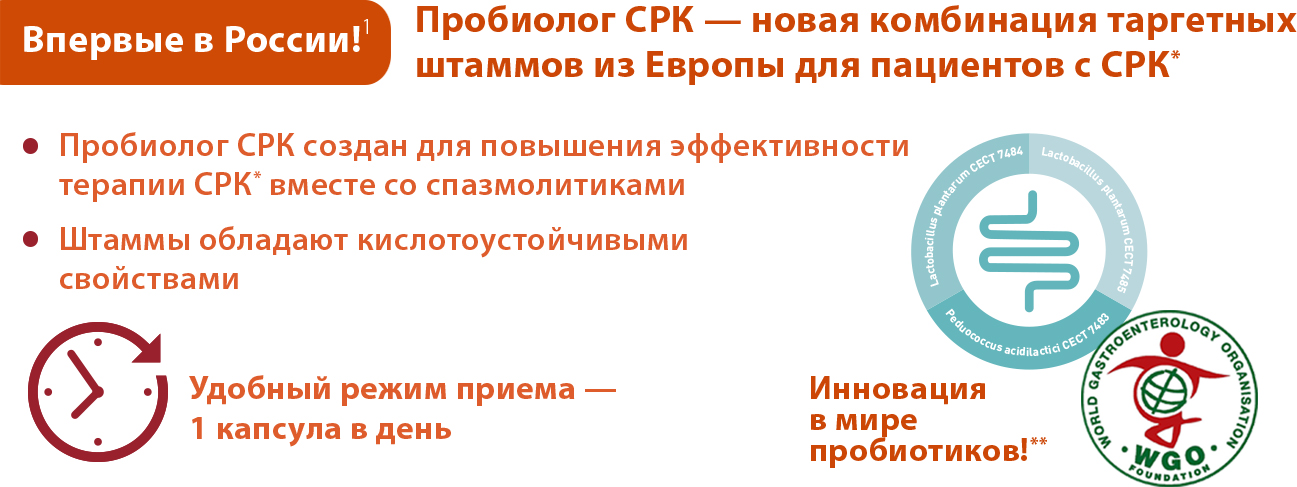 Впервые в России!1
Пробиолог СРК — новая комбинация таргетных
штаммов из Европы для пациентов с СРК*
Пробиолог СРК создан для повышения эффективности
терапии СРК* вместе со спазмолитиками
Штаммы обладают кислотоустойчивыми
свойствами
Lactobacillus plantarum CECT 7484
Lactobacillus plantarum CECT 7485
Peduococcus acidilactici CECT 7483
Удобный режим приема —
1 капсула в день
Инновация
в мире
пробиотиков!**
WORLD GASTROENTEROLOGY ORGANISATION
WGO
FOUNDATION